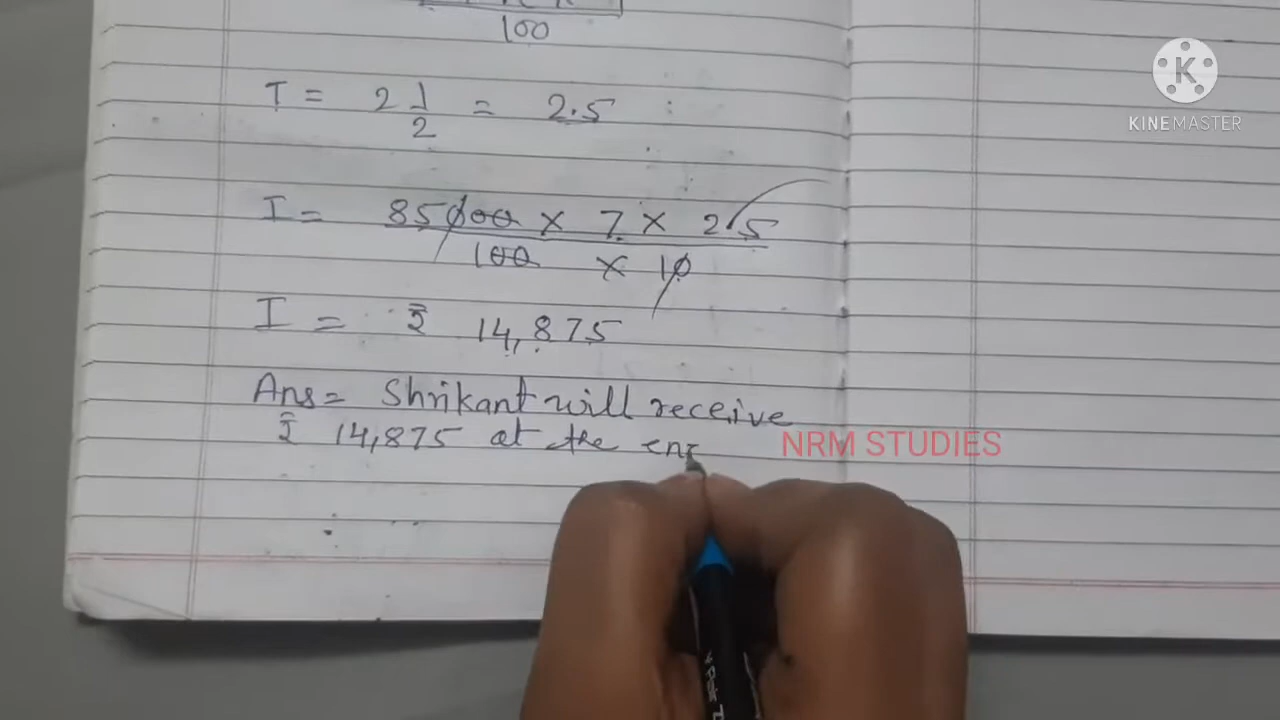 100
T = 2 1/2 = 2.5
I = 85000 × 7 × 2.5
100 × 10
I = ₹ 14,875
Ans = Shrikant will receive
₹ 14,875 at the en
K
KINEMASTER
NRM STUDIES